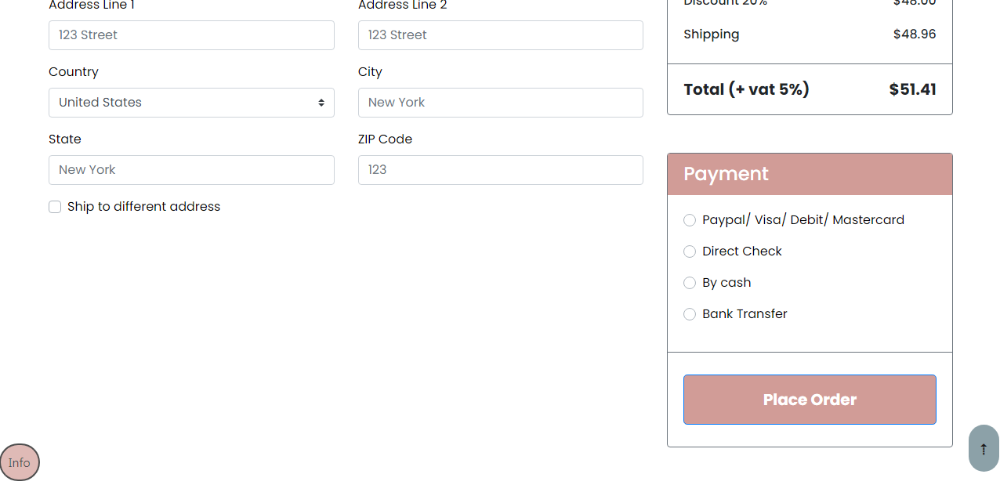 Address Line 1
Address Line 2
123 Street
123 Street
Country
City
United States
New York
State
ZIP Code
New York
123
Ship to different address
Discount 20%
$48.00
Shipping
$48.96
Total (+ vat 5%)
$51.41
Payment
Paypal/ Visa/ Debit/ Mastercard
Direct Check
By cash
Bank Transfer
Place Order
Info